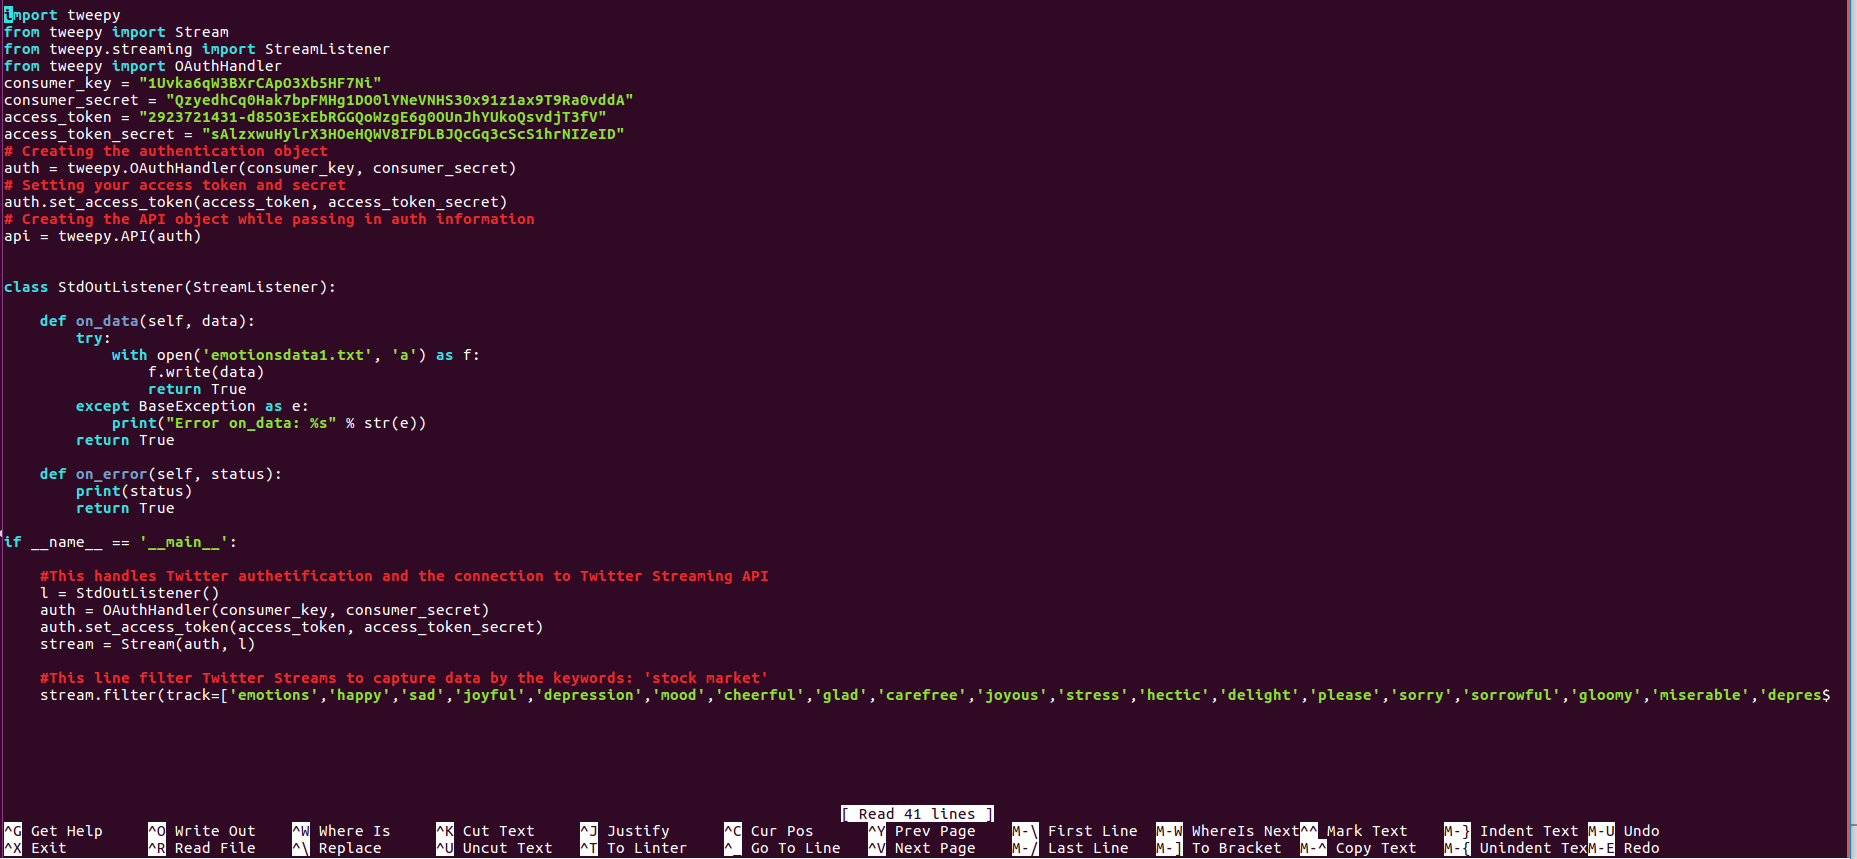 import tweepy
from tweepy import Stream
from tweepy.streaming import StreamListener
from tweepy import OAuthHandler
consumer_key = "1Uvka6qW3BXrCApO3Xb5HF7Ni"
consumer_secret = "QzyedhCq0Hak7bpFMHg1DO0lYNeVNHS30x91z1ax9T9Ra0vddA"
access_token = "2923721431-d85O3ExEbRGGQoWzgE6g0OUnJhYUkoQsvdjT3fV"
access_token_secret = "sAlzxwuHylrX3HOeHQWV8IFDLBJQcGq3cScS1hrNIZeID"
# Creating the authentication object
auth = tweepy.OAuthHandler(consumer_key, consumer_secret)
# Setting your access token and secret
auth.set_access_token(access_token, access_token_secret)
# Creating the API object while passing in auth information
api = tweepy.API(auth)
class StdOutListener(StreamListener):
    def on_data(self, data):
        try:
            with open('emotionsdata1.txt', 'a') as f:
                f.write(data)
                return True
        except BaseException as e:
            print("Error on_data: %s" % str(e))
        return True
    def on_error(self, status):
        print(status)
        return True
if __name__ == '__main__':
    #This handles Twitter authetification and the connection to Twitter Streaming API
    l = StdOutListener()
    auth = OAuthHandler(consumer_key, consumer_secret)
    auth.set_access_token(access_token, access_token_secret)
    stream = Stream(auth, l)
    #This line filter Twitter Streams to capture data by the keywords: 'stock market'
    stream.filter(track=['emotions','happy','sad','joyful','depression','mood','cheerful','glad','carefree','joyous','stress','hectic','delight','please','sorry','sorrowful','gloomy','miserable','depres$
[ Read 41 lines ]
^G Get Help ^O Write Out ^W Where Is ^K Cut Text ^J Justify ^C Cur Pos ^Y Prev Page M-\ First Line M-W WhereIs Next ^^ Mark Text M-} Indent Text M-U Undo
^X Exit ^R Read File ^\ Replace ^U Uncut Text ^T To Linter ^_ Go To Line ^V Next Page M-/ Last Line M-] To Bracket M-^ Copy Text M-{ Unindent Tex M-E Redo